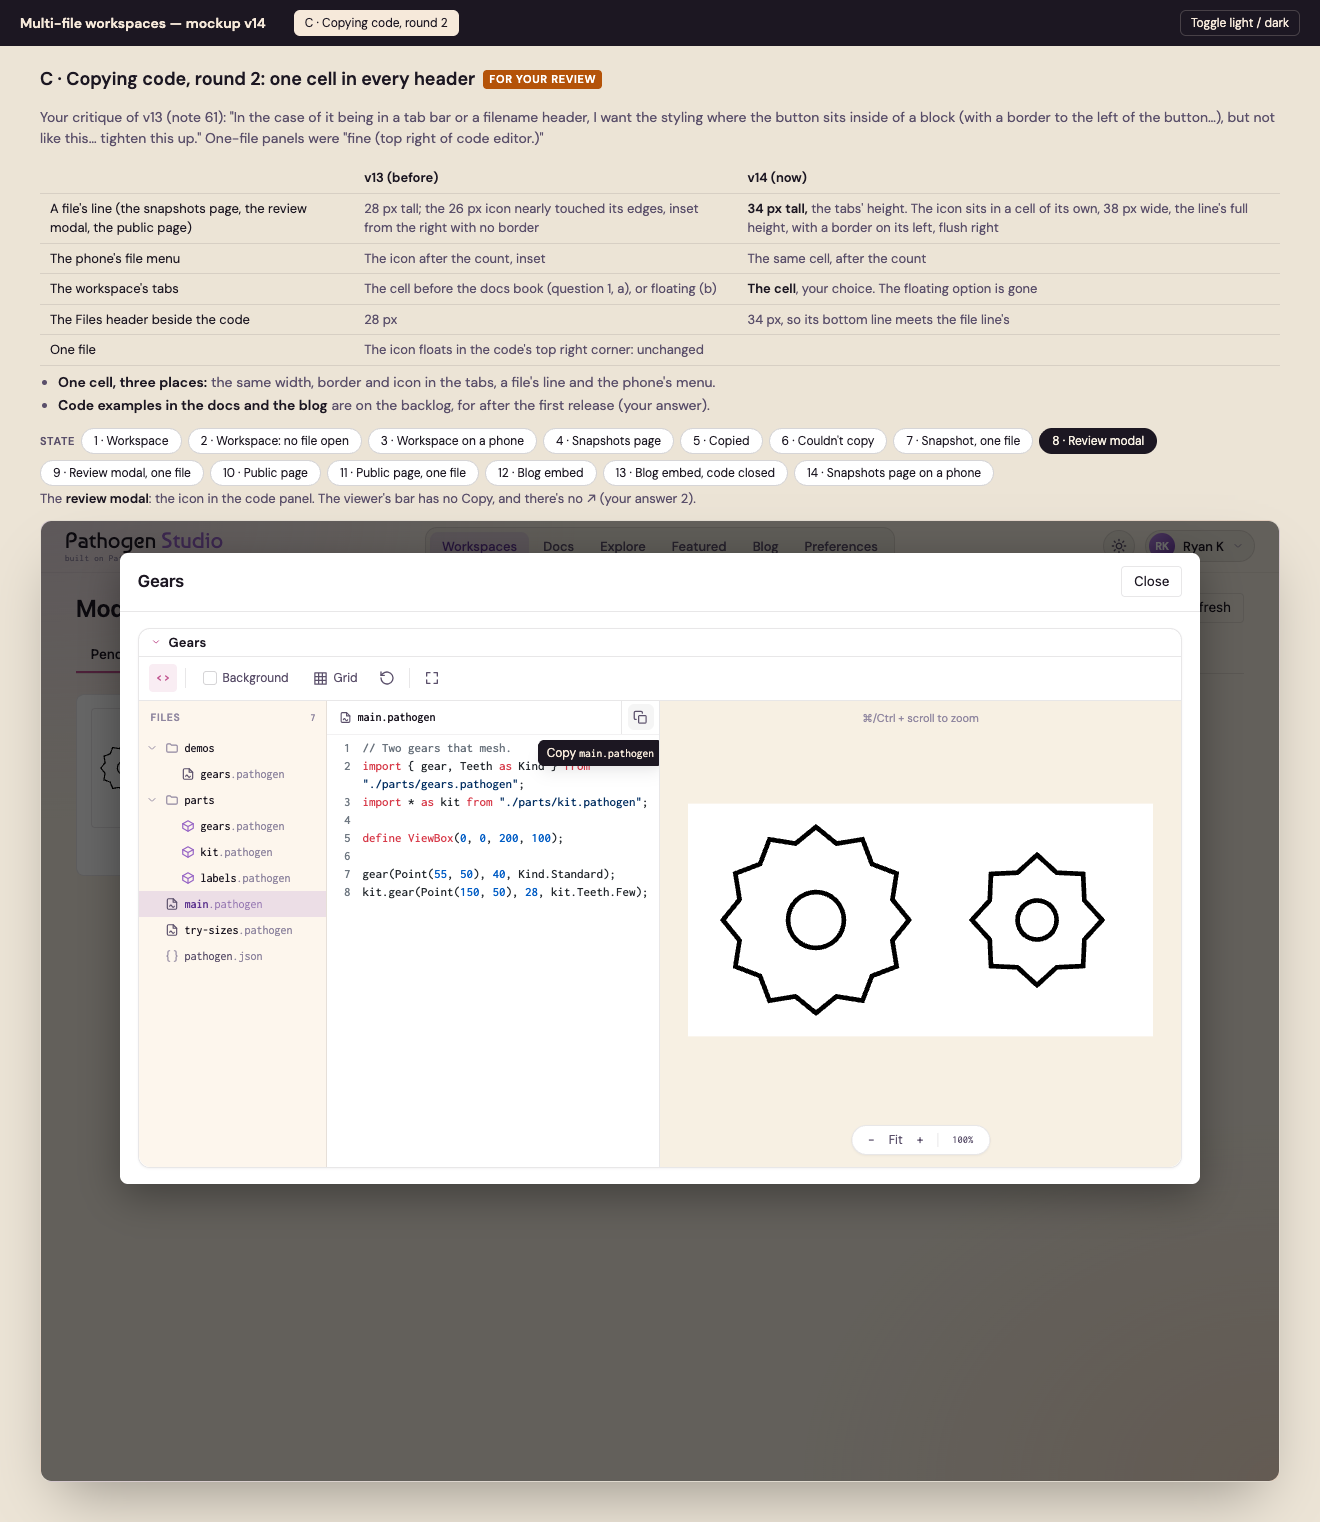 Multi-file workspaces — mockup v14
C · Copying code, round 2
Toggle light / dark
C · Copying code, round 2: one cell in every header
FOR YOUR REVIEW
Your critique of v13 (note 61): "In the case of it being in a tab bar or a filename header, I want the styling where the button sits inside of a block (with a border to the left of the button...), but not
like this... tighten this up." One-file panels were "fine (top right of code editor.)"
v13 (before)
v14 (now)
A file's line (the snapshots page, the review
modal, the public page)
28 px tall; the 26 px icon nearly touched its edges, inset
from the right with no border
34 px tall, the tabs' height. The icon sits in a cell of its own, 38 px wide, the line's full
height, with a border on its left, flush right
The phone's file menu
The icon after the count, inset
The same cell, after the count
The workspace's tabs
The cell before the docs book (question 1, a), or floating (b)
The cell, your choice. The floating option is gone
The Files header beside the code
28 px
34 px, so its bottom line meets the file line's
One file
The icon floats in the code's top right corner: unchanged
• One cell, three places: the same width, border and icon in the tabs, a file's line and the phone's menu.
• Code examples in the docs and the blog are on the backlog, for after the first release (your answer).
STATE
1 · Workspace
2 · Workspace: no file open
3 · Workspace on a phone
4 · Snapshots page
5 · Copied
6 · Couldn't copy
7 · Snapshot, one file
8 · Review modal
9 · Review modal, one file
10 · Public page
11 · Public page, one file
12 · Blog embed
13 · Blog embed, code closed
14 · Snapshots page on a phone
The review modal: the icon in the code panel. The viewer's bar has no Copy, and there's no ↗ (your answer 2).
Pathogen Studio
built on Pa
Workspaces
Docs
Explore
Featured
Blog
Preferences
RK
Ryan K
Mod
fresh
Pend
Gears
Close
Gears
Background
Grid
FILES
7
main.pathogen
⌘/Ctrl + scroll to zoom
demos
gears.pathogen
parts
gears.pathogen
kit.pathogen
labels.pathogen
main.pathogen
try-sizes.pathogen
{} pathogen.json
Copy main.pathogen
1 // Two gears that mesh.
2 import { gear, Teeth as Kind } from
"./parts/gears.pathogen";
3 import * as kit from "./parts/kit.pathogen";
4
5 define ViewBox(0, 0, 200, 100);
6
7 gear(Point(55, 50), 40, Kind.Standard);
8 kit.gear(Point(150, 50), 28, kit.Teeth.Few);
− Fit + 100%